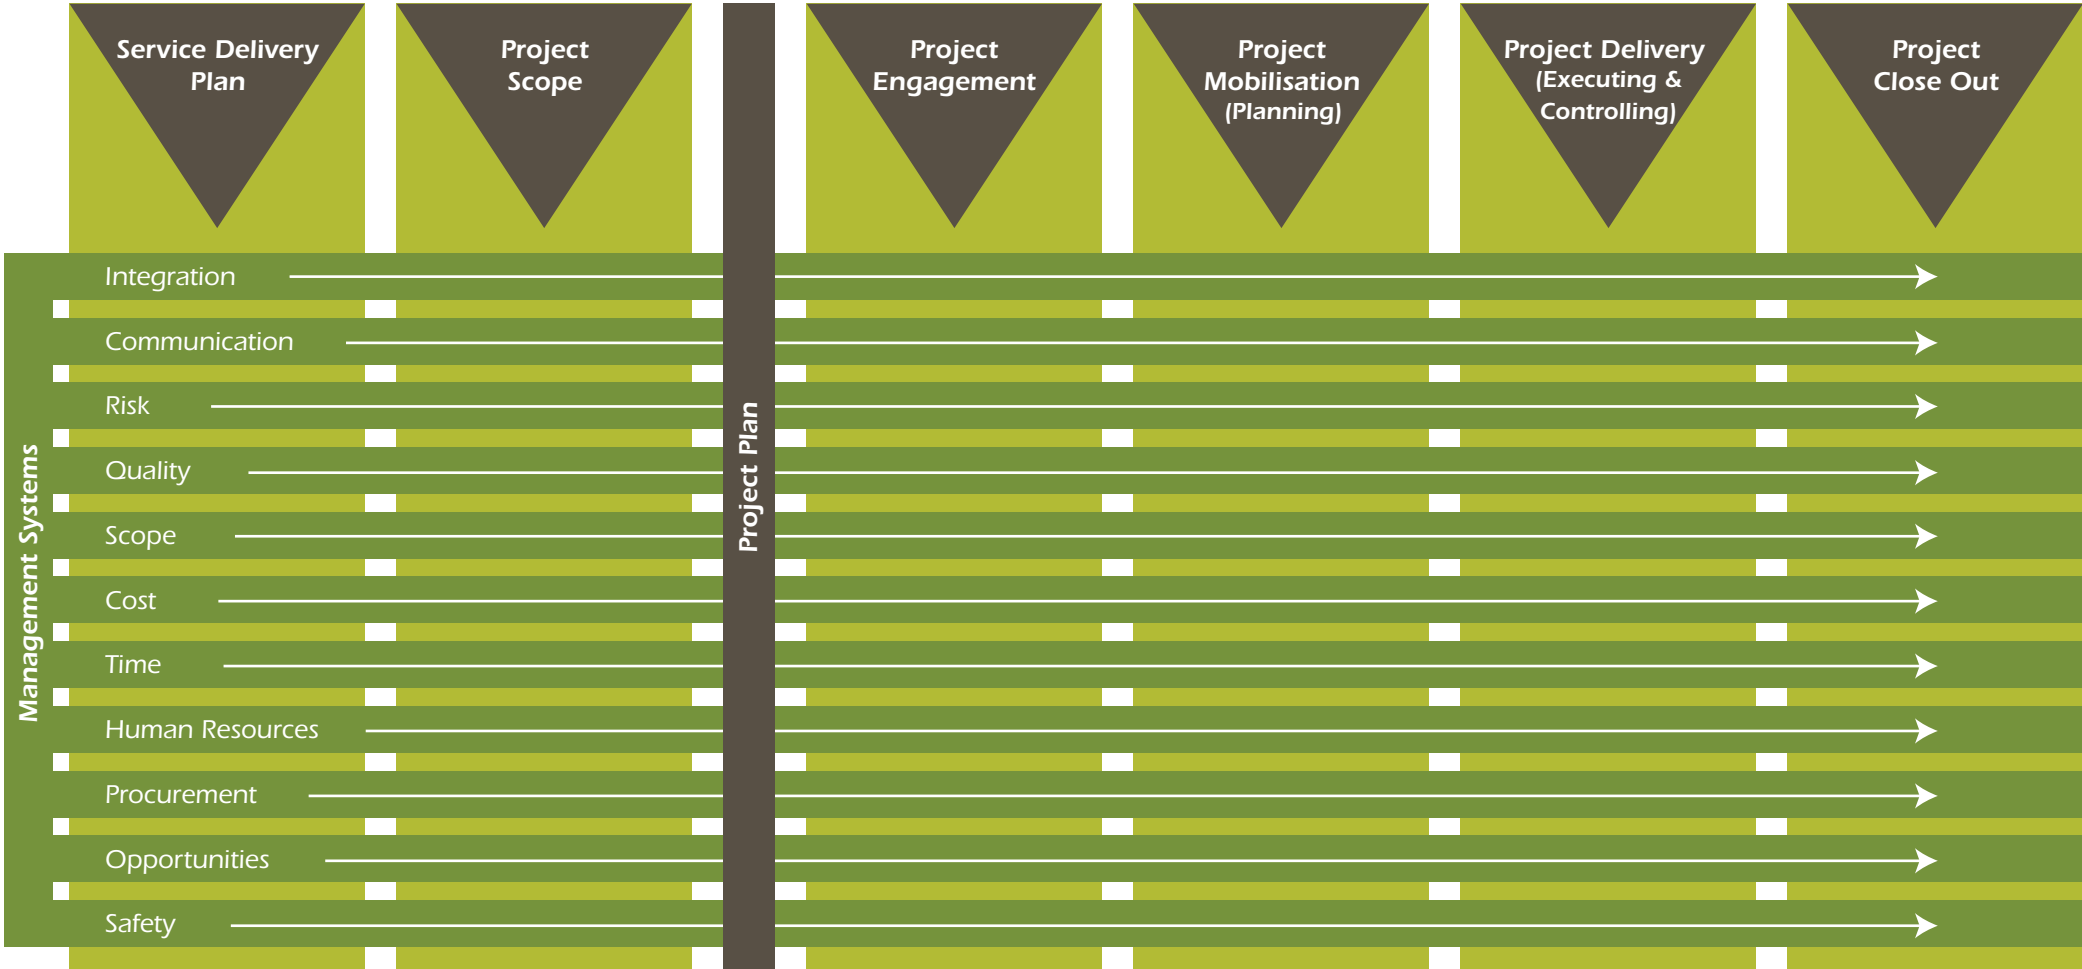 Service Delivery
Plan
Project
Scope
Project
Engagement
Project
Mobilisation
(Planning)
Project Delivery
(Executing &
Controlling)
Project
Close Out
Management Systems
Project Plan
Integration
Communication
Risk
Quality
Scope
Cost
Time
Human Resources
Procurement
Opportunities
Safety